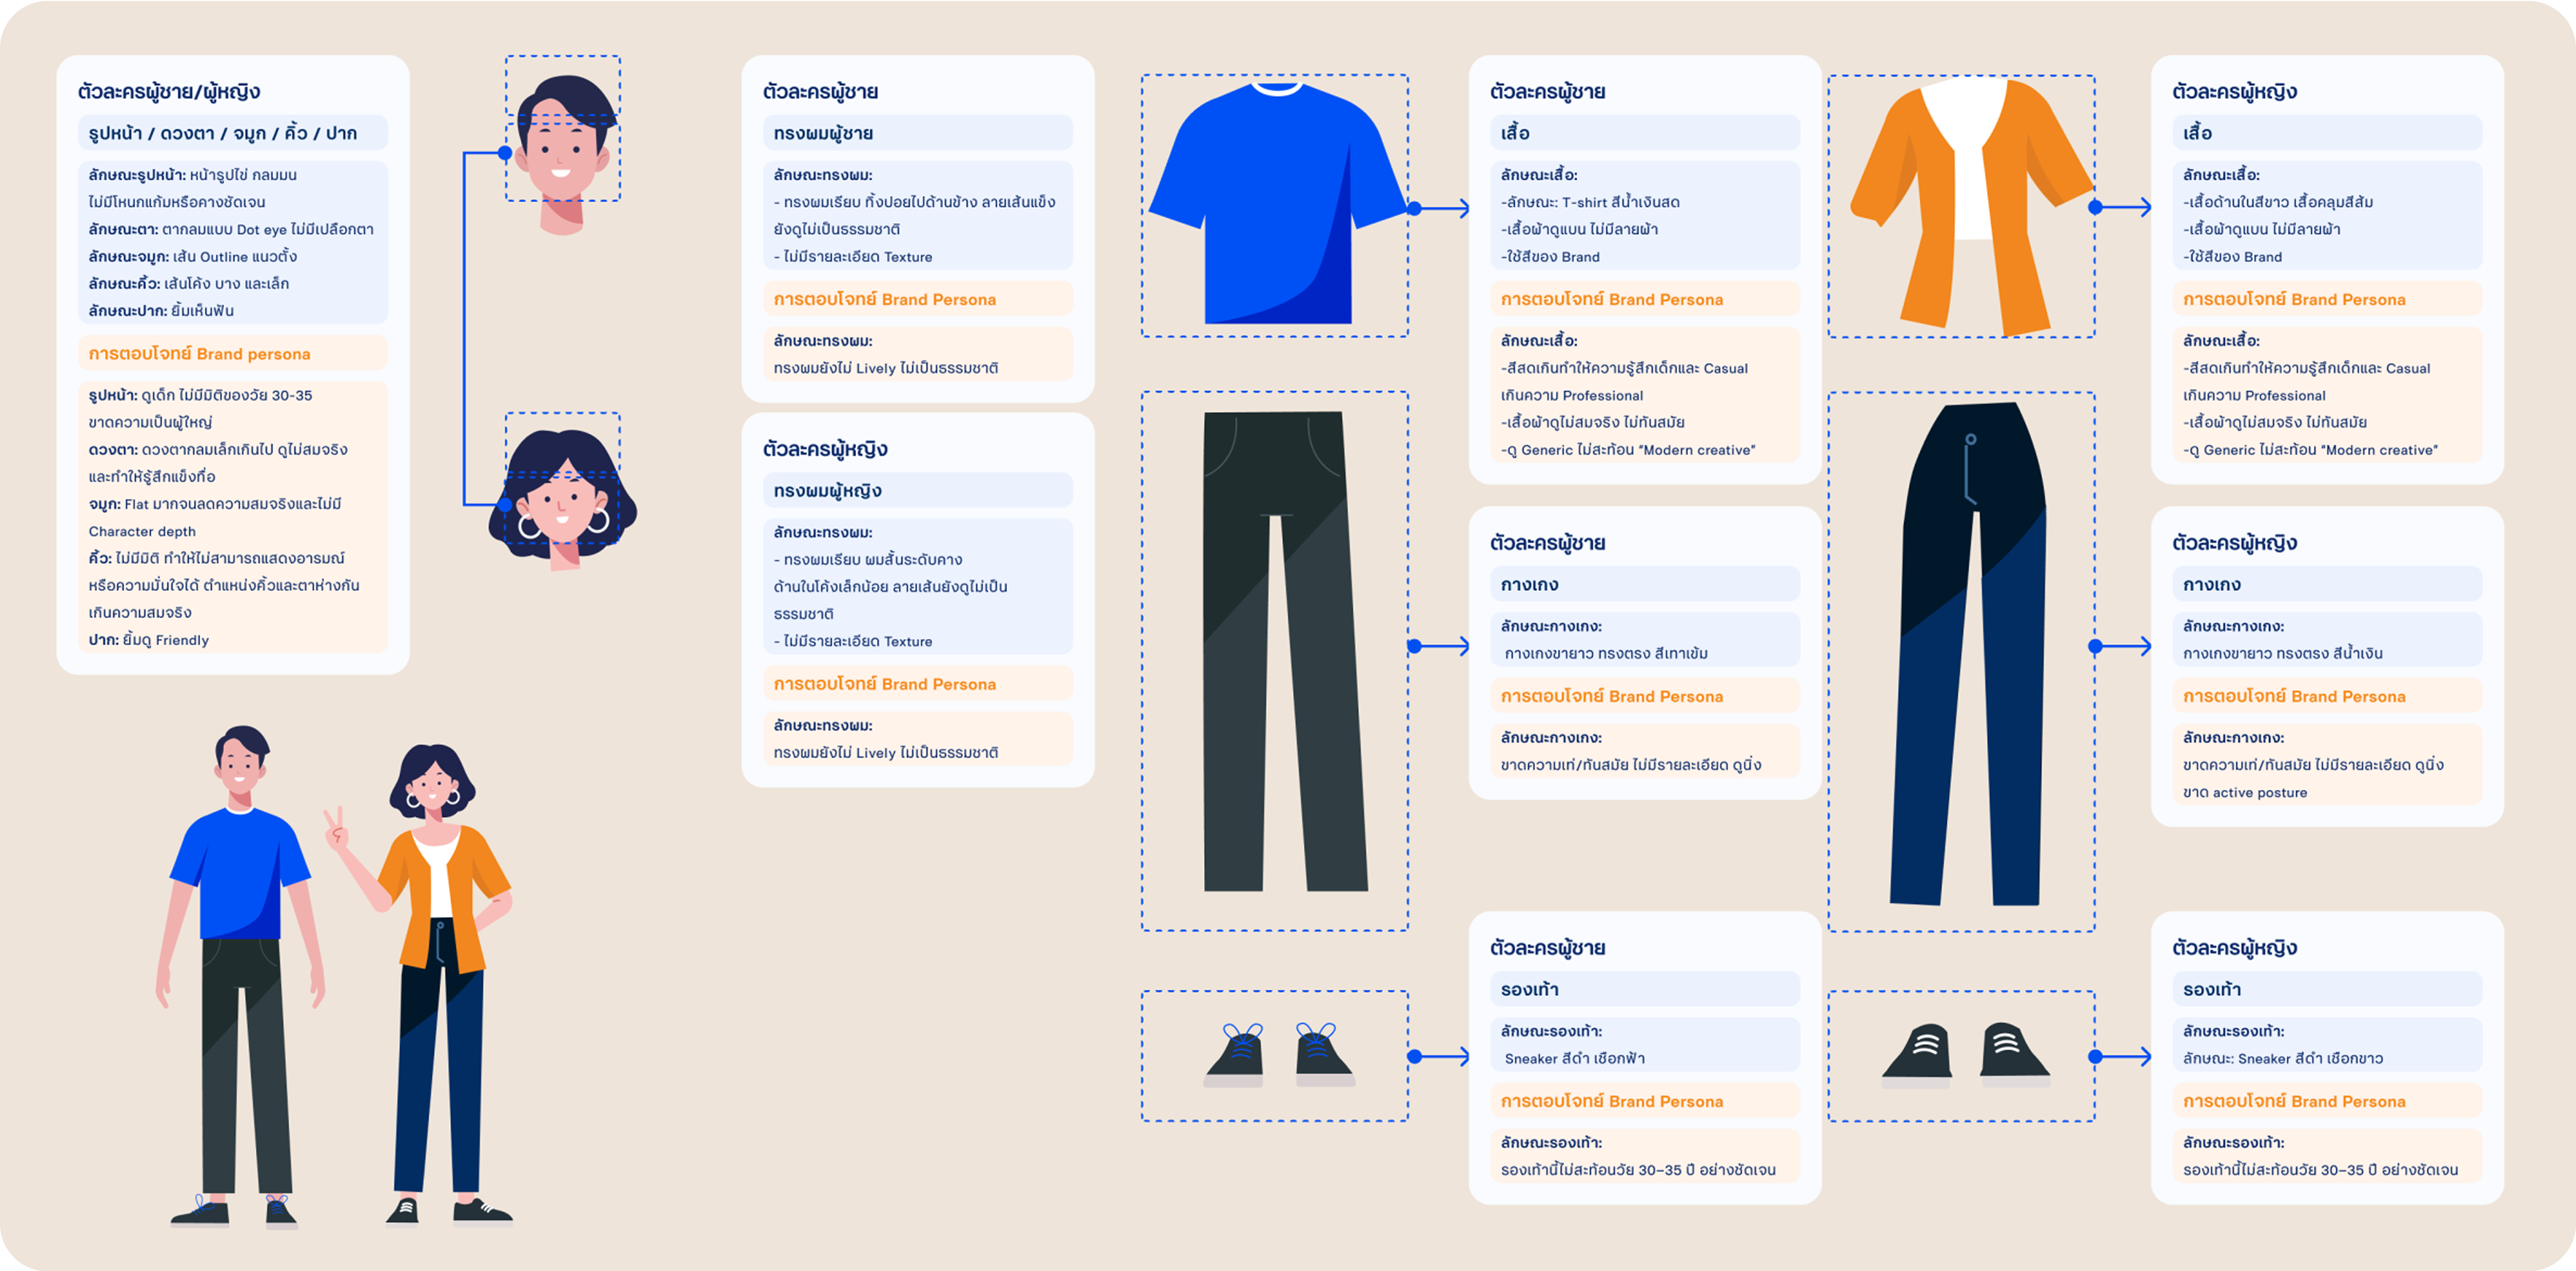 ตัวละครผู้ชาย/ผู้หญิง
รูปหน้า / ดวงตา / จมูก / คิ้ว / ปาก
ลักษณะรูปหน้า: หน้ารูปไข่ กลมมน
ไม่มีโหนกแก้มหรือคางชัดเจน
ลักษณะตา: ตากลมแบบ Dot eye ไม่มีเปลือกตา
ลักษณะจมูก: เส้น Outline แนวตั้ง
ลักษณะคิ้ว: เส้นโค้ง บาง และเล็ก
ลักษณะปาก: ยิ้มเห็นฟัน
การตอบโจทย์ Brand persona
รูปหน้า: ดูเด็ก ไม่มีมิติของวัย 30-35
ขาดความเป็นผู้ใหญ่
ดวงตา: ดวงตากลมเล็กเกินไป ดูไม่สมจริง
และทำให้รู้สึกแข็งทื่อ
จมูก: Flat มากจนลดความสมจริงและไม่มี
Character depth
คิ้ว: ไม่มีมิติ ทำให้ไม่สามารถแสดงอารมณ์
หรือความมั่นใจได้ ตำแหน่งคิ้วและตาห่างกัน
เกินความสมจริง
ปาก: ยิ้มดู Friendly
ตัวละครผู้ชาย
ทรงผมผู้ชาย
ลักษณะทรงผม:
- ทรงผมเรียบ ทิ้งปอยไปด้านข้าง ลายเส้นแข็ง
ยังดูไม่เป็นธรรมชาติ
- ไม่มีรายละเอียด Texture
การตอบโจทย์ Brand Persona
ลักษณะทรงผม:
ทรงผมยังไม่ Lively ไม่เป็นธรรมชาติ
ตัวละครผู้หญิง
ทรงผมผู้หญิง
ลักษณะทรงผม:
- ทรงผมเรียบ ผมสั้นระดับคาง
ด้านในโค้งเล็กน้อย ลายเส้นยังดูไม่เป็น
ธรรมชาติ
- ไม่มีรายละเอียด Texture
การตอบโจทย์ Brand Persona
ลักษณะทรงผม:
ทรงผมยังไม่ Lively ไม่เป็นธรรมชาติ
ตัวละครผู้ชาย
เสื้อ
ลักษณะเสื้อ:
-ลักษณะ: T-shirt สีน้ำเงินสด
-เสื้อผ้าดูแบน ไม่มีลายผ้า
-ใช้สีของ Brand
การตอบโจทย์ Brand Persona
ลักษณะเสื้อ:
-สีสดเกินทำให้ความรู้สึกเด็กและ Casual
เกินความ Professional
-เสื้อผ้าดูไม่สมจริง ไม่ทันสมัย
-ดู Generic ไม่สะท้อน “Modern creative”
ตัวละครผู้ชาย
กางเกง
ลักษณะกางเกง:
กางเกงขายาว ทรงตรง สีเทาเข้ม
การตอบโจทย์ Brand Persona
ลักษณะกางเกง:
ขาดความเท่/ทันสมัย ไม่มีรายละเอียด ดูนิ่ง
ตัวละครผู้ชาย
รองเท้า
ลักษณะรองเท้า:
Sneaker สีดำ เชือกฟ้า
การตอบโจทย์ Brand Persona
ลักษณะรองเท้า:
รองเท้านี้ไม่สะท้อนวัย 30–35 ปี อย่างชัดเจน
ตัวละครผู้หญิง
เสื้อ
ลักษณะเสื้อ:
-เสื้อด้านในสีขาว เสื้อคลุมสีส้ม
-เสื้อผ้าดูแบน ไม่มีลายผ้า
-ใช้สีของ Brand
การตอบโจทย์ Brand Persona
ลักษณะเสื้อ:
-สีสดเกินทำให้ความรู้สึกเด็กและ Casual
เกินความ Professional
-เสื้อผ้าดูไม่สมจริง ไม่ทันสมัย
-ดู Generic ไม่สะท้อน “Modern creative”
ตัวละครผู้หญิง
กางเกง
ลักษณะกางเกง:
กางเกงขายาว ทรงตรง สีน้ำเงิน
การตอบโจทย์ Brand Persona
ลักษณะกางเกง:
ขาดความเท่/ทันสมัย ไม่มีรายละเอียด ดูนิ่ง
ขาด active posture
ตัวละครผู้หญิง
รองเท้า
ลักษณะรองเท้า:
ลักษณะ: Sneaker สีดำ เชือกขาว
การตอบโจทย์ Brand Persona
ลักษณะรองเท้า:
รองเท้านี้ไม่สะท้อนวัย 30–35 ปี อย่างชัดเจน